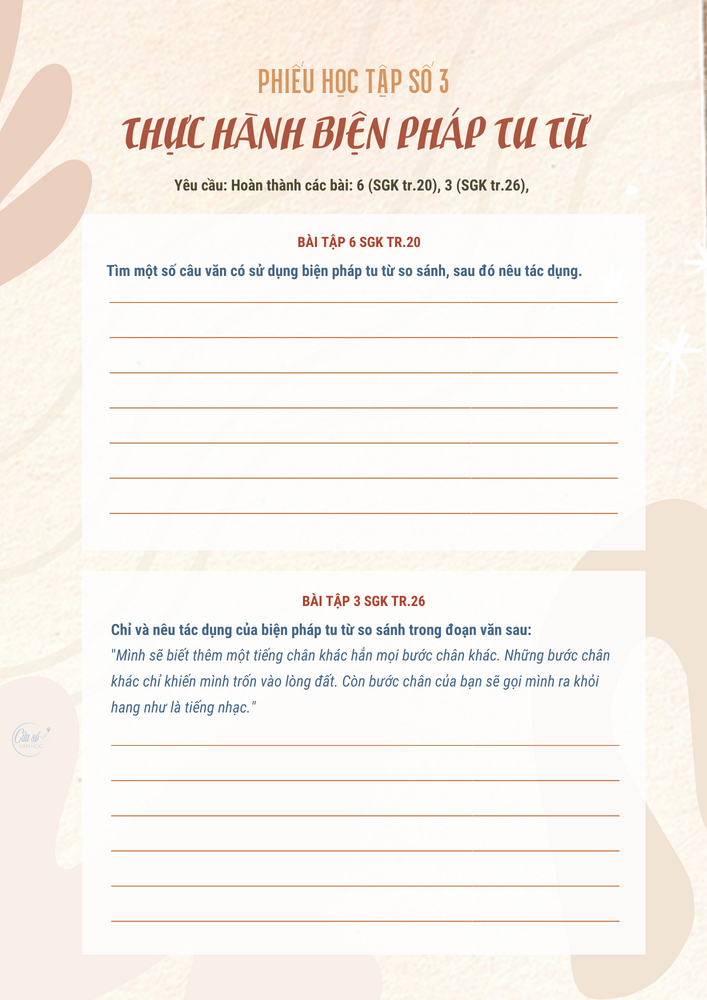 PHIẾU HỌC TẬP SỐ 3
THỰC HÀNH BIỆN PHÁP TU TỪ
Yêu cầu: Hoàn thành các bài: 6 (SGK tr.20), 3 (SGK tr.26),
BÀI TẬP 6 SGK TR.20
Tìm một số câu văn có sử dụng biện pháp tu từ so sánh, sau đó nêu tác dụng.
BÀI TẬP 3 SGK TR.26
Chỉ và nêu tác dụng của biện pháp tu từ so sánh trong đoạn văn sau:
"Mình sẽ biết thêm một tiếng chân khác hẳn mọi bước chân khác. Những bước chân
khác chỉ khiến mình trốn vào lòng đất. Còn bước chân của bạn sẽ gọi mình ra khỏi
hang như là tiếng nhạc."
Cửa sổ
VĂN HỌC